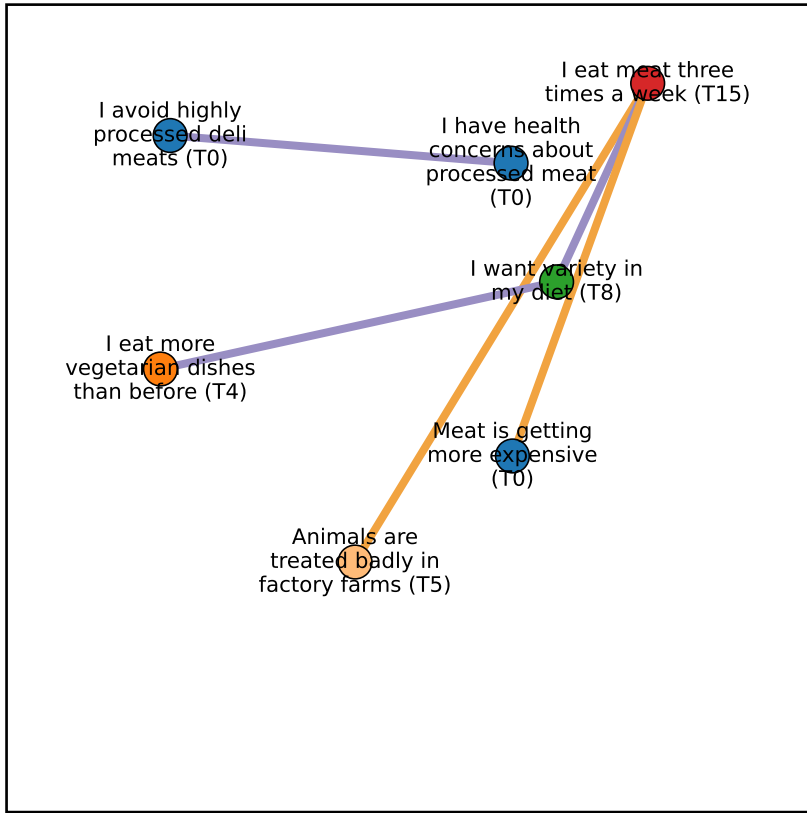 I eat meat three
times a week (T15)
I avoid highly
processed deli
meats (T0)
I have health
concerns about
processed meat
(T0)
I want variety in
my diet (T8)
I eat more
vegetarian dishes
than before (T4)
Meat is getting
more expensive
(T0)
Animals are
treated badly in
factory farms (T5)